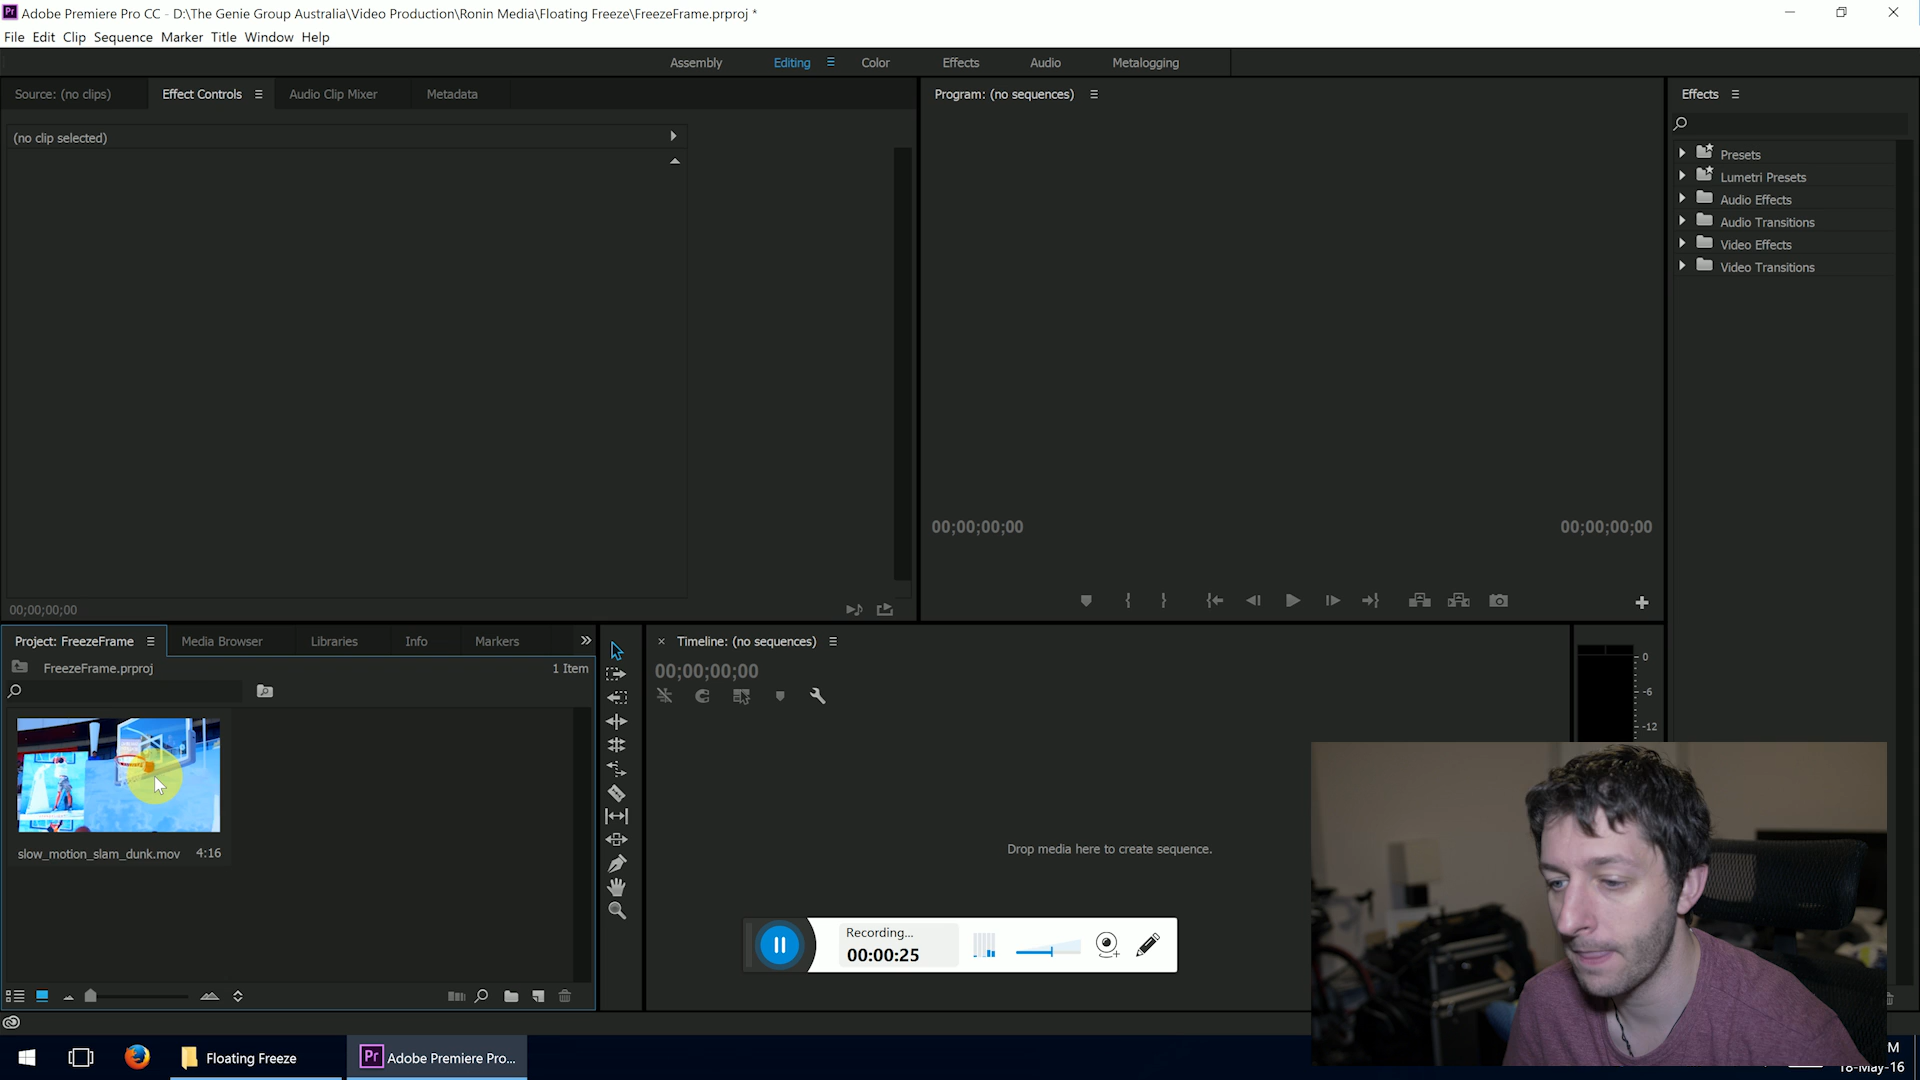 Adobe Premiere Pro CC - D:\The Genie Group Australia\Video Production\Ronin Media\Floating Freeze\FreezeFrame.prproj *
File Edit Clip Sequence Marker Title Window Help
Assembly Editing Color Effects Audio Metalogging
Source: (no clips) Effect Controls Audio Clip Mixer Metadata
Program: (no sequences)
Effects
(no clip selected)
Presets
Lumetri Presets
Audio Effects
Audio Transitions
Video Effects
Video Transitions
00;00;00;00 00;00;00;00
00;00;00;00
Project: FreezeFrame Media Browser Libraries Info Markers
Timeline: (no sequences)
FreezeFrame.prproj 1 Item
00;00;00;00
0
-6
-12
slow_motion_slam_dunk.mov 4:16
Drop media here to create sequence.
Recording...
00:00:25
Floating Freeze
Pr Adobe Premiere Pro...
M
18-May-16